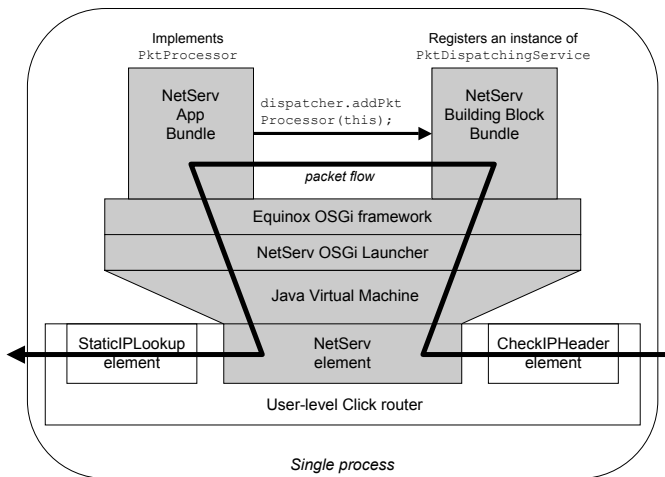 Implements
PktProcessor
Registers an instance of
PktDispatchingService
NetServ
App
Bundle
dispatcher.addPkt
Processor(this);
NetServ
Building Block
Bundle
packet flow
Equinox OSGi framework
NetServ OSGi Launcher
Java Virtual Machine
StaticIPLookup
element
NetServ
element
CheckIPHeader
element
User-level Click router
Single process